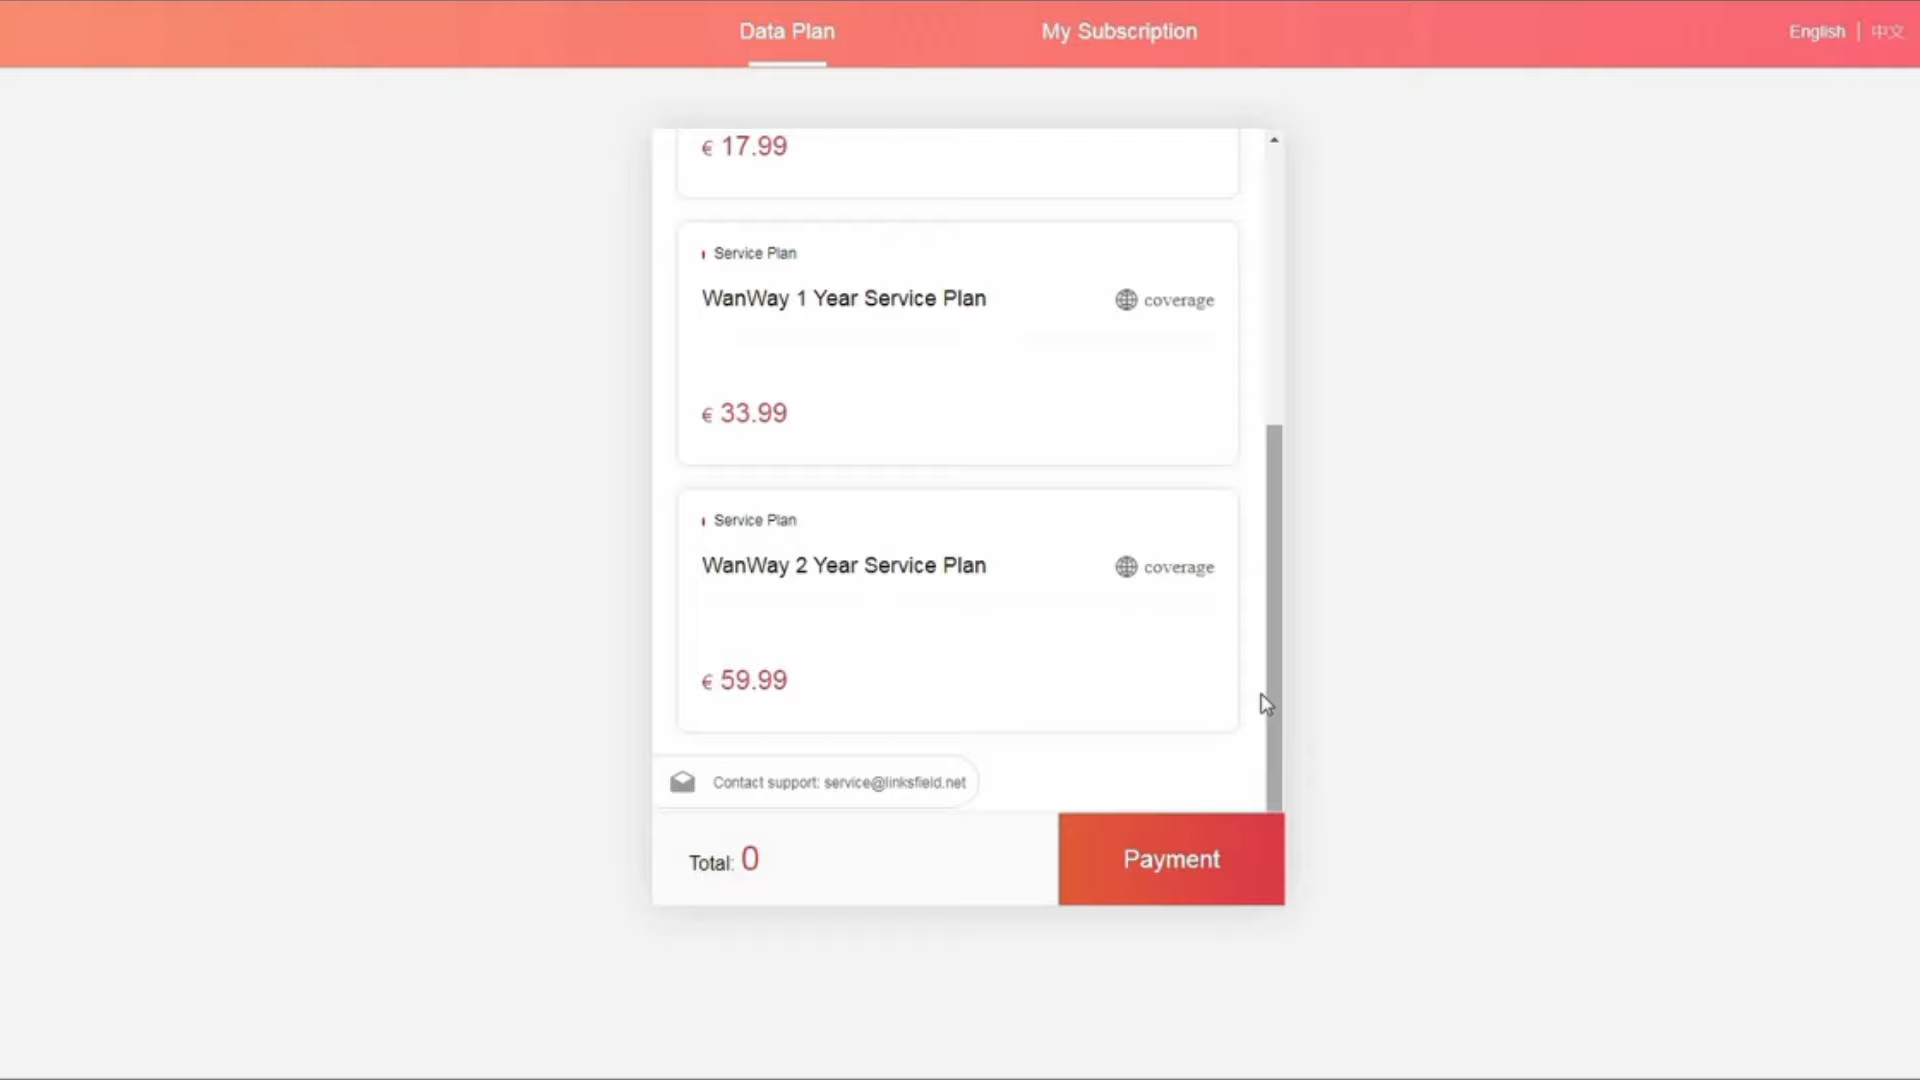 Data Plan
My Subscription
English | 中文
€ 17.99
Service Plan
WanWay 1 Year Service Plan
coverage
€ 33.99
Service Plan
WanWay 2 Year Service Plan
coverage
€ 59.99
Contact support: service@linksfield.net
Total: 0
Payment